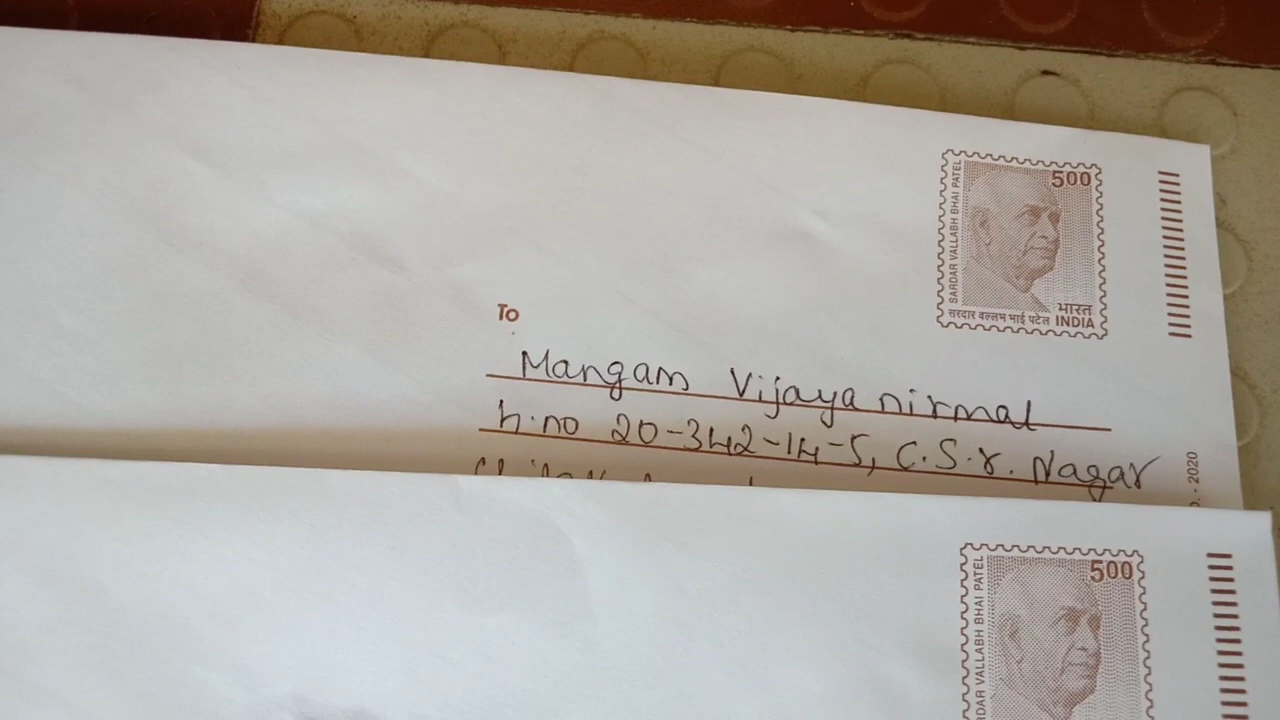 500
SARDAR VALLABH BHAI PATEL
भारत
सरदार वल्लभ भाई पटेल INDIA
To
Mangam Vijaya nirmal
h.no 20-342-14-5, C.S.r. Nagar
- 2020
500
VALLABH BHAI PATEL